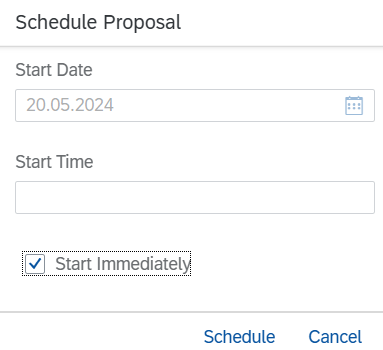 Schedule Proposal
Start Date
20.05.2024
Start Time
Start Immediately
Schedule Cancel